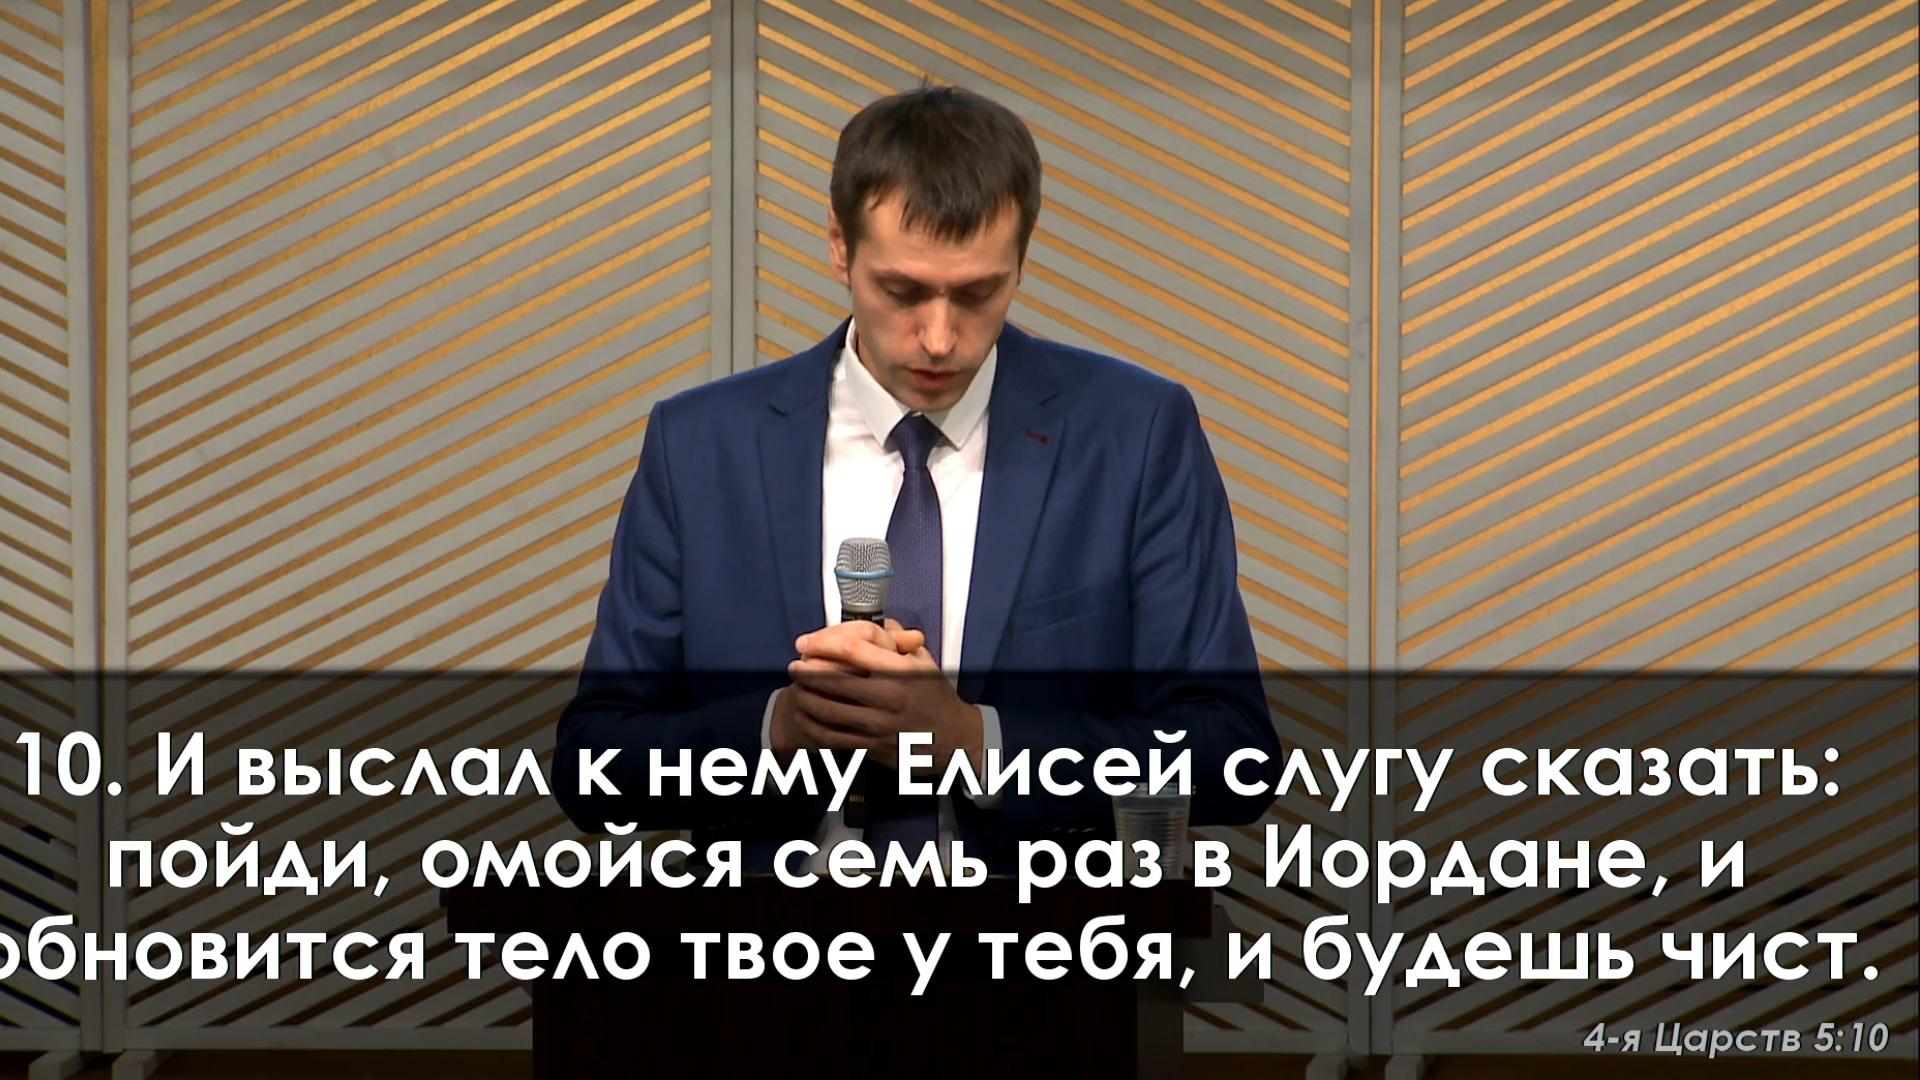 10. И выслал к нему Елисей слугу сказать:
пойди, омойся семь раз в Иордане, и
обновится тело твое у тебя, и будешь чист.
4-я Царств 5:10